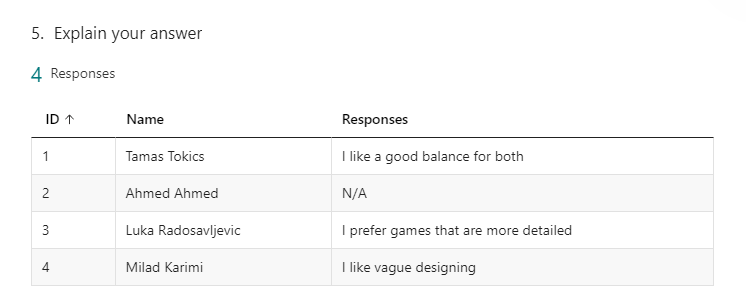 5. Explain your answer
4 Responses
ID ↑ Name Responses
1 Tamas Tokics I like a good balance for both
2 Ahmed Ahmed N/A
3 Luka Radosavljevic I prefer games that are more detailed
4 Milad Karimi I like vague designing